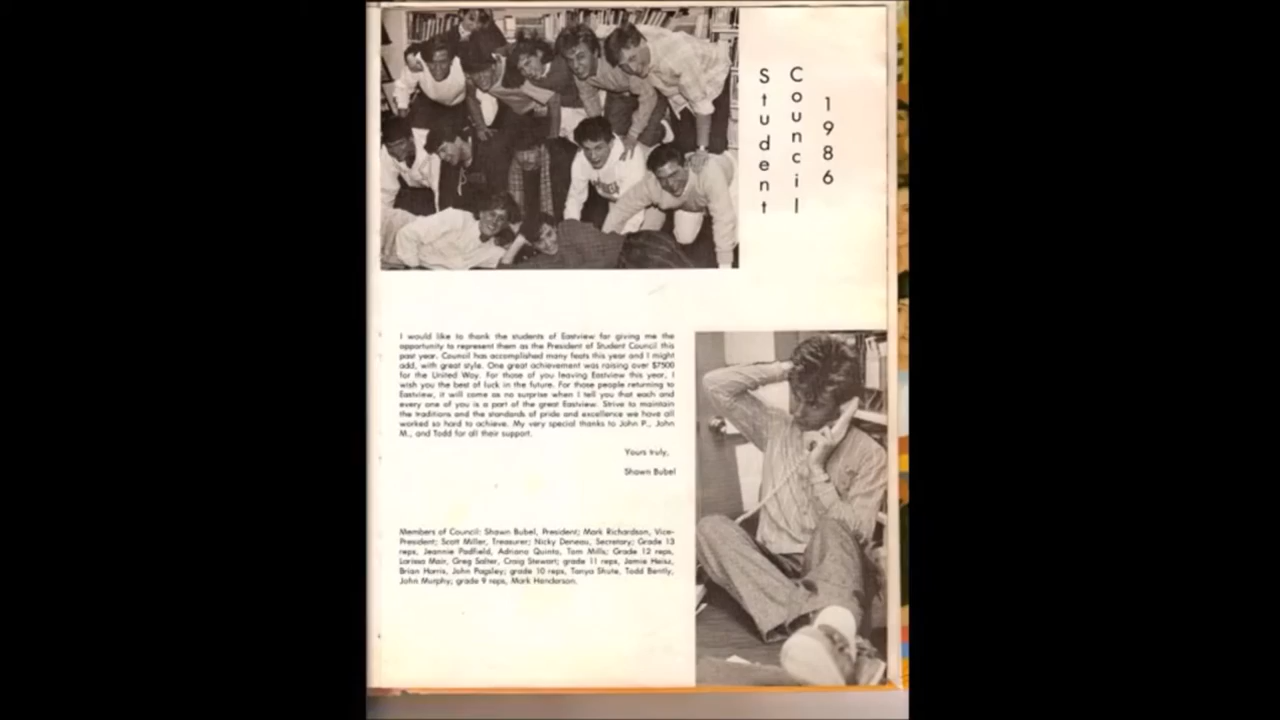 Student
Council
1986
I would like to thank the students of Eastview for giving me the
opportunity to represent them as the President of Student Council this
past year. Council has accomplished many feats this year and I might
add, with great style. One great achievement was raising over $7500
for the United Way. For those of you leaving Eastview this year, I
wish you the best of luck in the future. For those people returning to
Eastview, it will come as no surprise when I tell you that each and
every one of you is a part of the great Eastview. Strive to maintain
the traditions and the standards of pride and excellence we have all
worked so hard to achieve. My very special thanks to John P., John
M., and Todd for all their support.
Yours truly,
Shawn Bubel
Members of Council: Shawn Bubel, President; Mark Richardson, Vice-
President; Scott Miller, Treasurer; Nicky Deneau, Secretary; Grade 13
reps, Jeannie Padfield, Adriana Quinto, Tom Mills; Grade 12 reps,
Larissa Mair, Greg Salter, Craig Stewart; grade 11 reps, Jamie Heisz,
Brian Harris, John Pogsley; grade 10 reps, Tanya Shute, Todd Bently,
John Murphy; grade 9 reps, Mark Henderson.